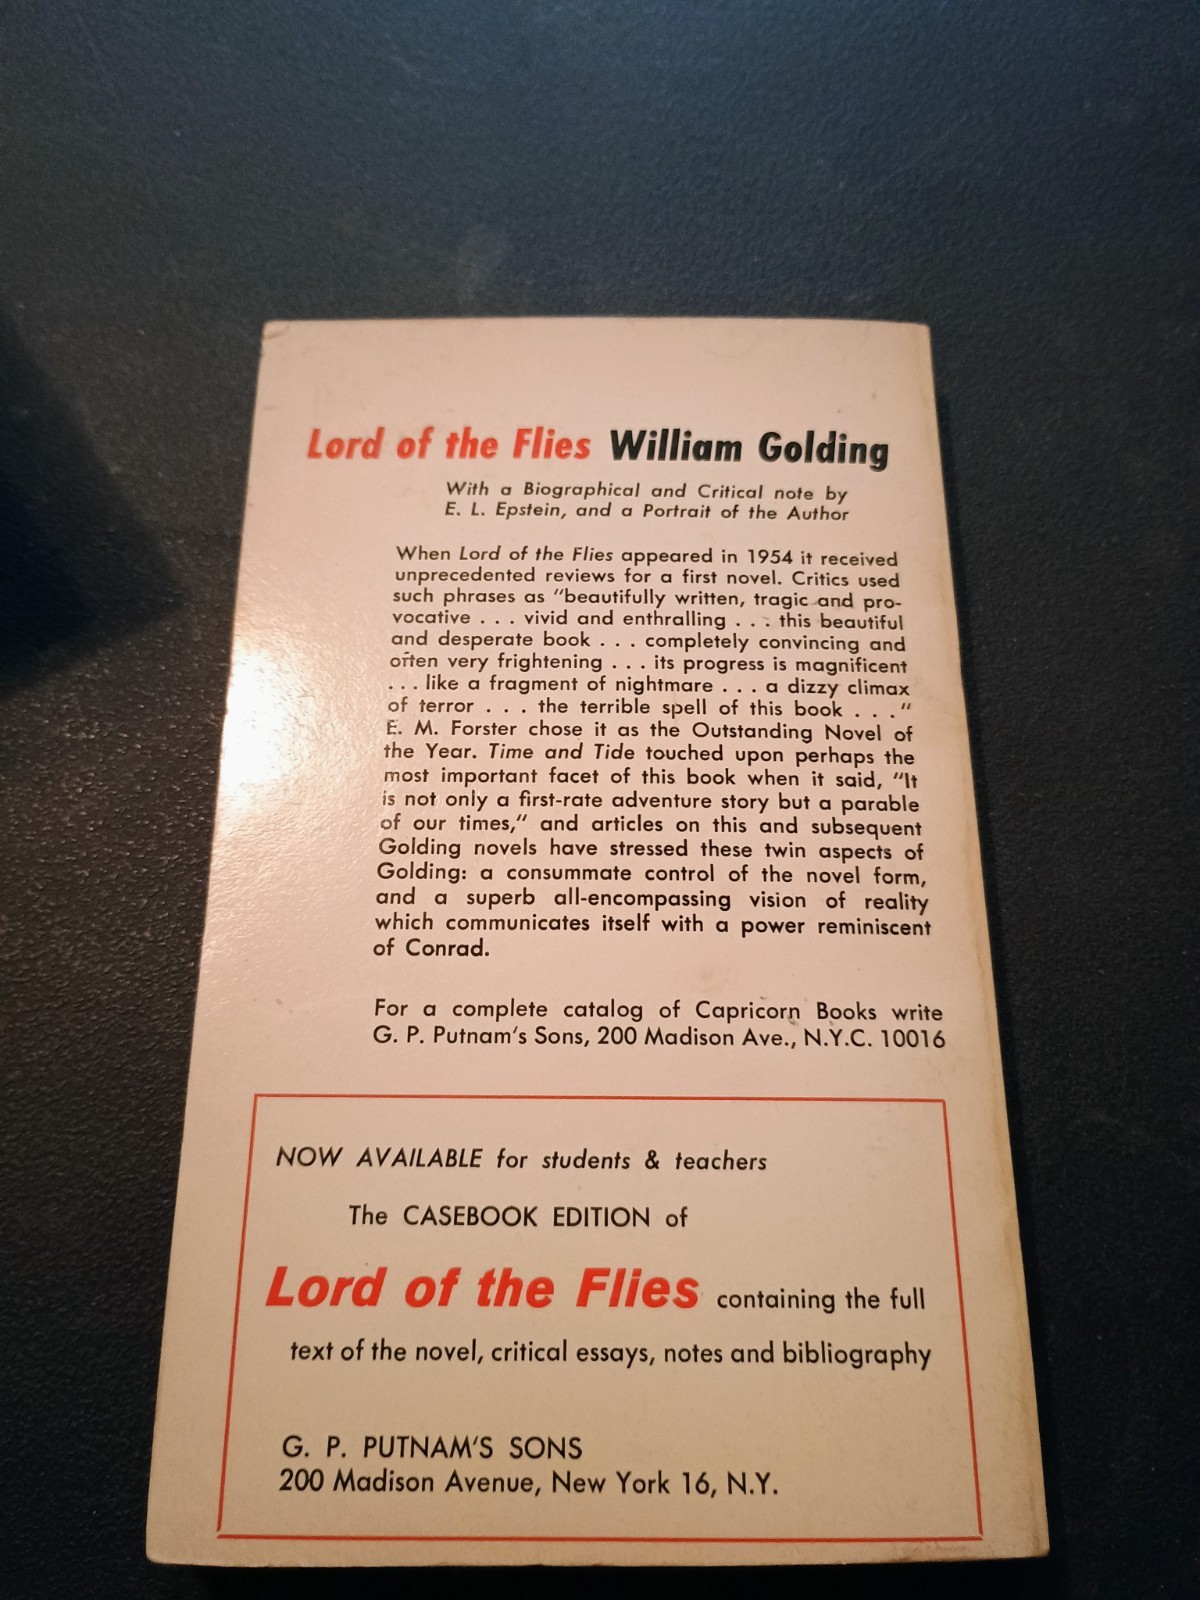 Lord of the Flies William Golding
With a Biographical and Critical note by
E. L. Epstein, and a Portrait of the Author
When Lord of the Flies appeared in 1954 it received
unprecedented reviews for a first novel. Critics used
such phrases as "beautifully written, tragic and pro-
vocative . . . vivid and enthralling . . . this beautiful
and desperate book . . . completely convincing and
often very frightening . . . its progress is magnificent
. . . like a fragment of nightmare . . . a dizzy climax
of terror . . . the terrible spell of this book . . ."
E. M. Forster chose it as the Outstanding Novel of
the Year. Time and Tide touched upon perhaps the
most important facet of this book when it said, "It
is not only a first-rate adventure story but a parable
of our times," and articles on this and subsequent
Golding novels have stressed these twin aspects of
Golding: a consummate control of the novel form,
and a superb all-encompassing vision of reality
which communicates itself with a power reminiscent
of Conrad.
For a complete catalog of Capricorn Books write
G. P. Putnam's Sons, 200 Madison Ave., N.Y.C. 10016
NOW AVAILABLE for students & teachers
The CASEBOOK EDITION of
Lord of the Flies containing the full
text of the novel, critical essays, notes and bibliography
G. P. PUTNAM'S SONS
200 Madison Avenue, New York 16, N.Y.